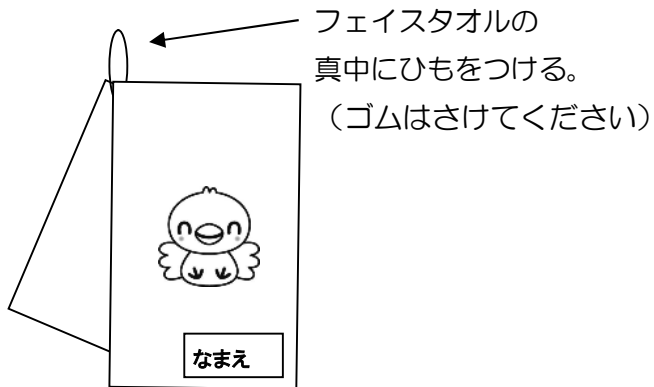 フェイスタオルの
真中にひもをつける。
（ゴムはさけてください）
なまえ